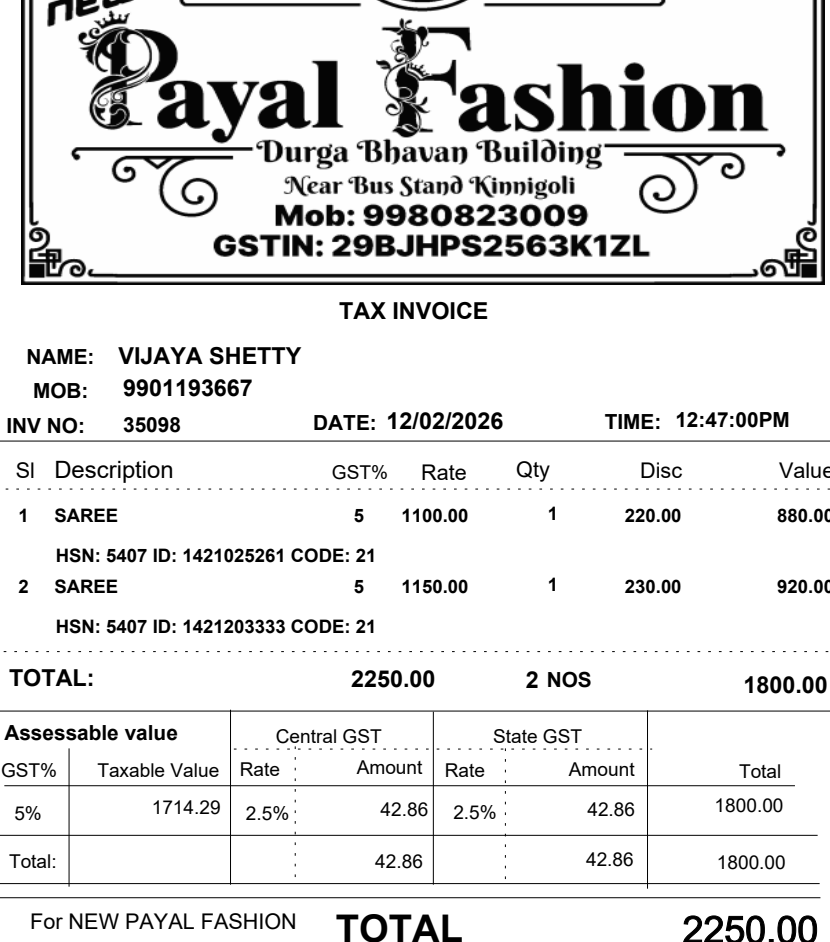 new
Payal Fashion
Durga Bhavan Building
Near Bus Stand Kinnigoli
Mob: 9980823009
GSTIN: 29BJHPS2563K1ZL
TAX INVOICE
NAME: VIJAYA SHETTY
MOB: 9901193667
INV NO: 35098 DATE: 12/02/2026 TIME: 12:47:00PM
Sl Description GST% Rate Qty Disc Value
1 SAREE 5 1100.00 1 220.00 880.00
HSN: 5407 ID: 1421025261 CODE: 21
2 SAREE 5 1150.00 1 230.00 920.00
HSN: 5407 ID: 1421203333 CODE: 21
TOTAL: 2250.00 2 NOS 1800.00
Assessable value Central GST State GST
GST% Taxable Value Rate Amount Rate Amount Total
5% 1714.29 2.5% 42.86 2.5% 42.86 1800.00
Total: 42.86 42.86 1800.00
For NEW PAYAL FASHION TOTAL 2250.00